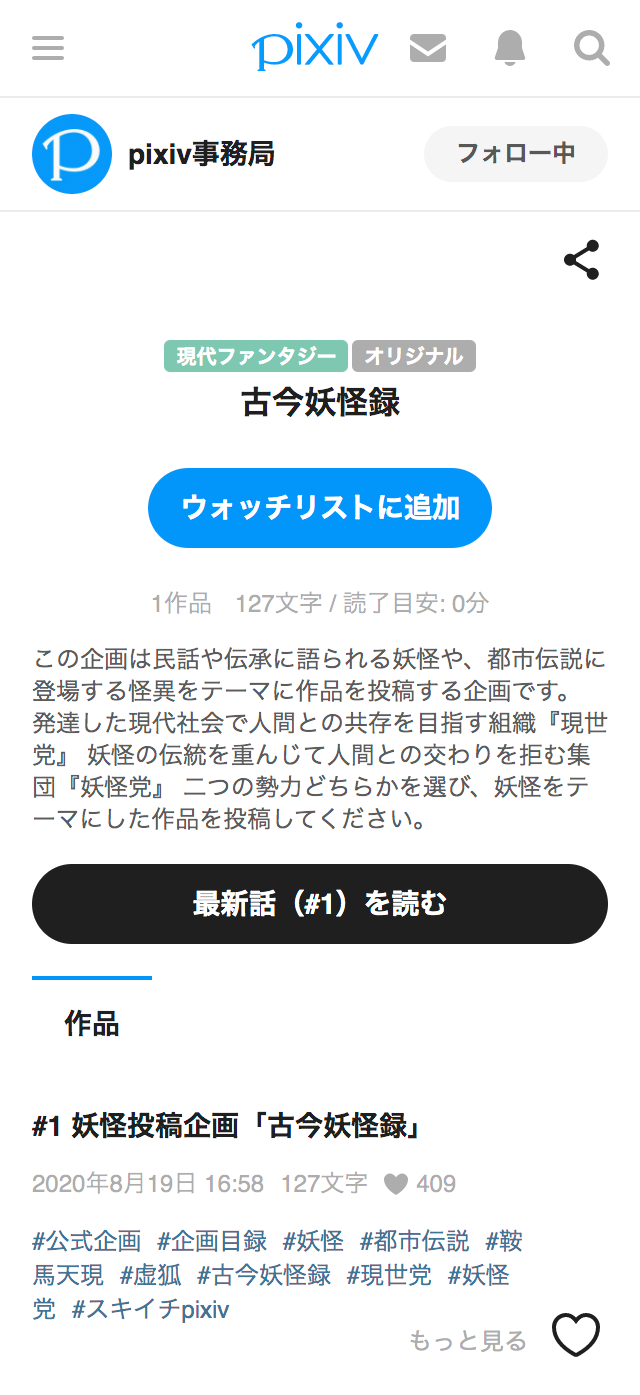 pixiv
pixiv事務局
フォロー中
現代ファンタジー オリジナル
古今妖怪録
ウォッチリストに追加
1作品 127文字 / 読了目安: 0分
この企画は民話や伝承に語られる妖怪や、都市伝説に
登場する怪異をテーマに作品を投稿する企画です。
発達した現代社会で人間との共存を目指す組織『現世
党』 妖怪の伝統を重んじて人間との交わりを拒む集
団『妖怪党』 二つの勢力どちらかを選び、妖怪をテ
ーマにした作品を投稿してください。
最新話（#1）を読む
作品
#1 妖怪投稿企画「古今妖怪録」
2020年8月19日 16:58 127文字 409
#公式企画 #企画目録 #妖怪 #都市伝説 #鞍
馬天現 #虚狐 #古今妖怪録 #現世党 #妖怪
党 #スキイチpixiv
もっと見る